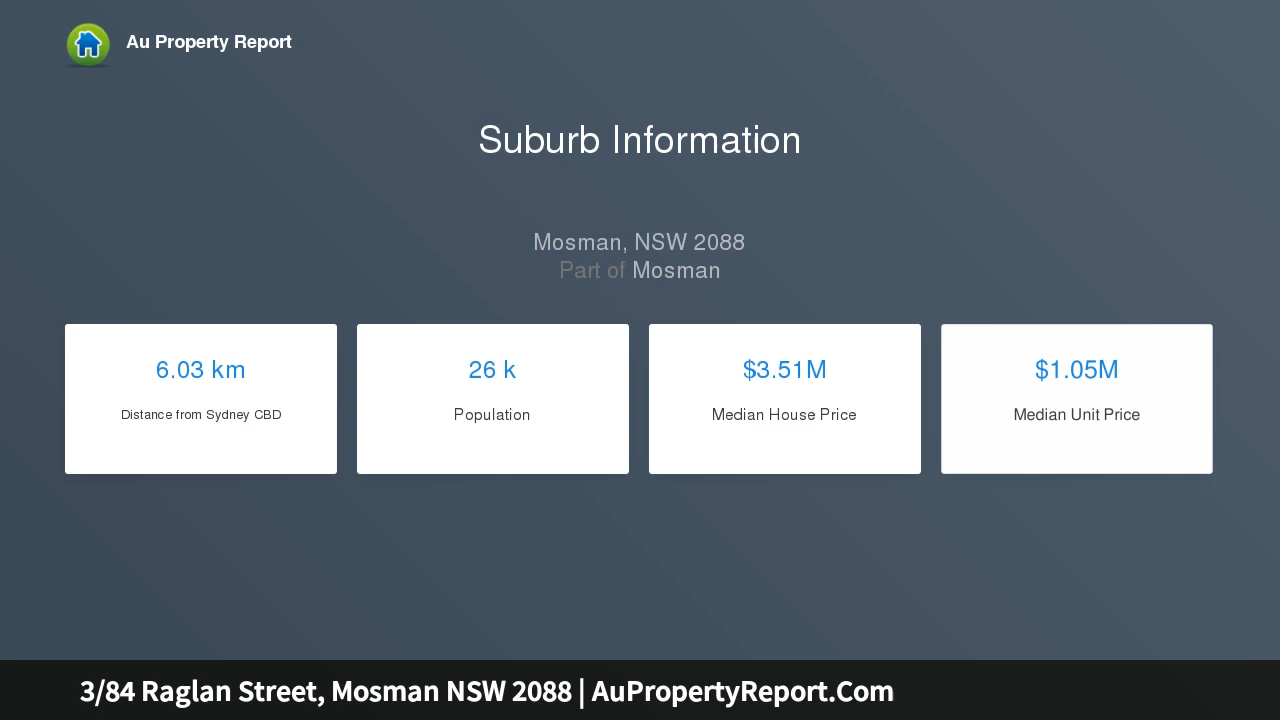 Au Property Report
Suburb Information
Mosman, NSW 2088
Part of Mosman
6.03 km
Distance from Sydney CBD
26 k
Population
$3.51M
Median House Price
$1.05M
Median Unit Price
3/84 Raglan Street, Mosman NSW 2088 | AuPropertyReport.Com